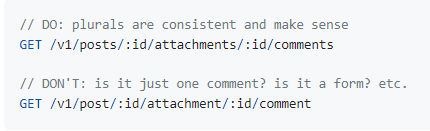 // DO: plurals are consistent and make sense
GET /v1/posts/:id/attachments/:id/comments
// DON'T: is it just one comment? is it a form? etc.
GET /v1/post/:id/attachment/:id/comment